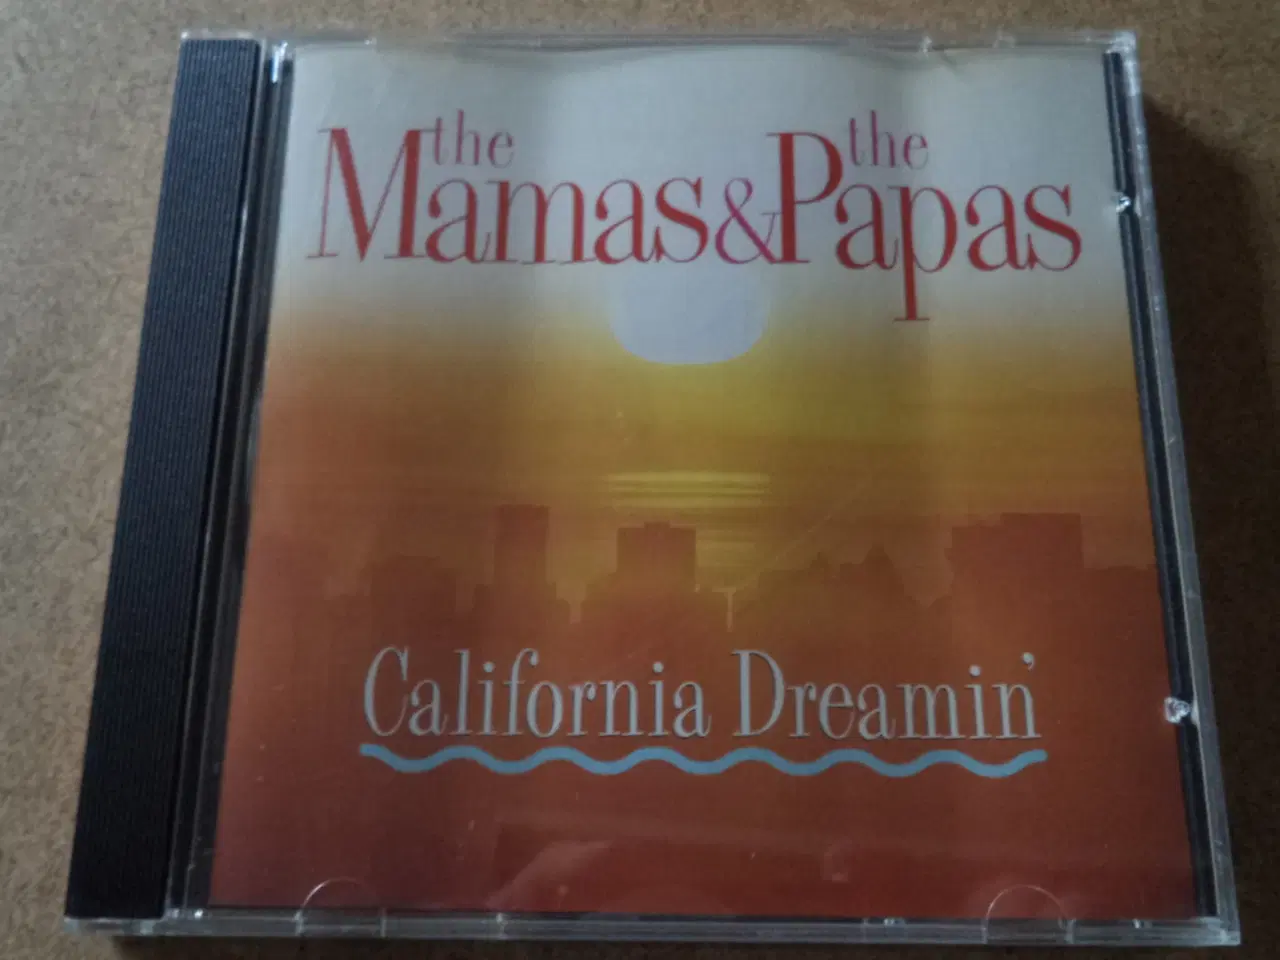 the Mamas & the Papas
California Dreamin'